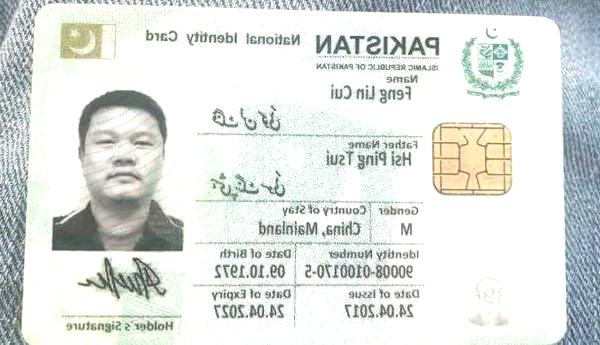 PAKISTAN National Identity Card
ISLAMIC REPUBLIC OF PAKISTAN
Name
Feng Lin Cui
Father Name
Hsi Ping Tsui
Gender Country of Stay
M China, Mainland
Identity Number Date of Birth
90008-0100170-5 09.10.1972
Date of Issue Date of Expiry
24.04.2017 24.04.2027
Holder's Signature